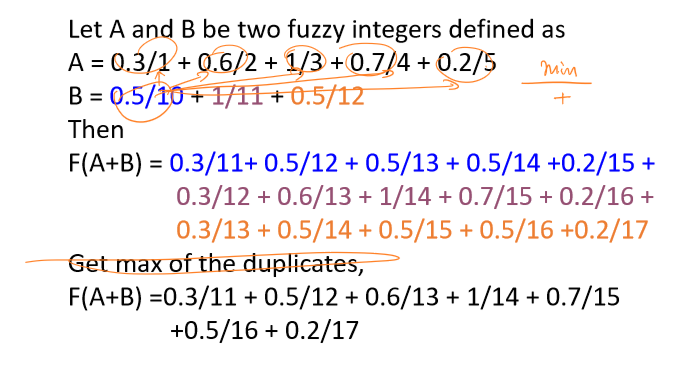 Let A and B be two fuzzy integers defined as
A = 0.3/1 + 0.6/2 + 1/3 + 0.7/4 + 0.2/5
min
B = 0.5/10 + 1/11 + 0.5/12
+
Then
F(A+B) = 0.3/11+ 0.5/12 + 0.5/13 + 0.5/14 +0.2/15 +
0.3/12 + 0.6/13 + 1/14 + 0.7/15 + 0.2/16 +
0.3/13 + 0.5/14 + 0.5/15 + 0.5/16 +0.2/17
Get max of the duplicates,
F(A+B) =0.3/11 + 0.5/12 + 0.6/13 + 1/14 + 0.7/15
+0.5/16 + 0.2/17